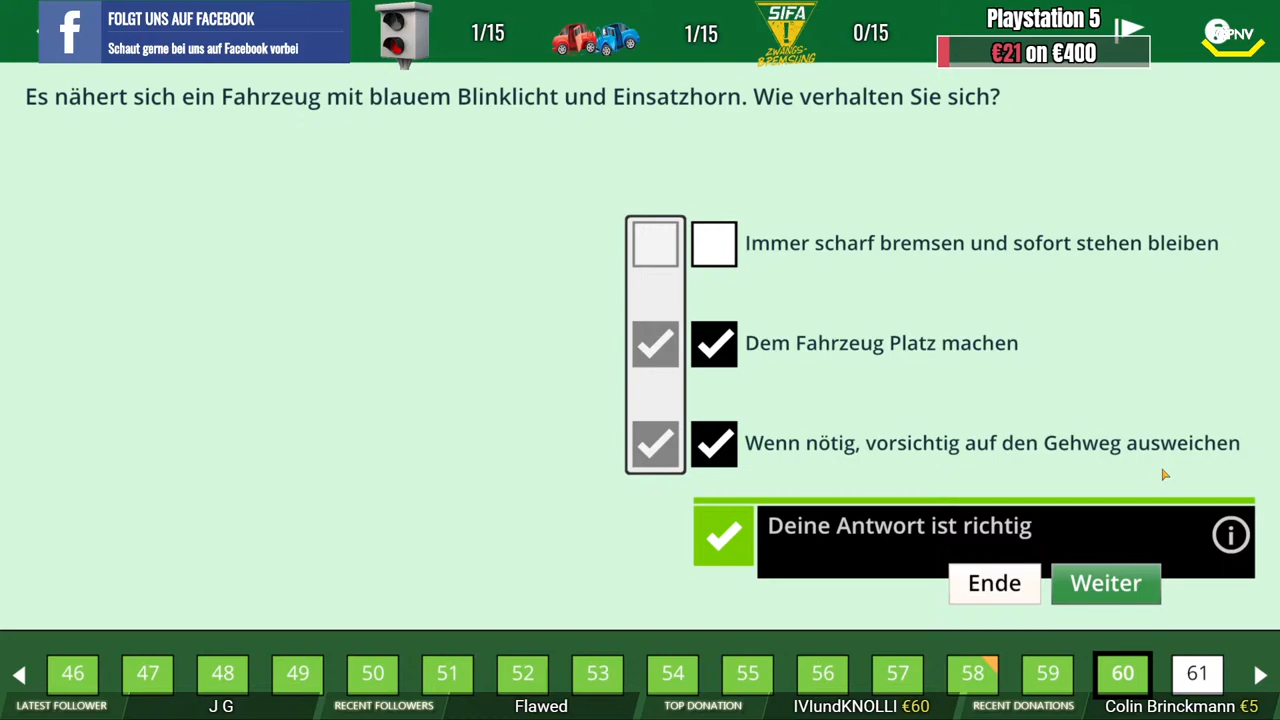 FOLGT UNS AUF FACEBOOK
Schaut gerne bei uns auf Facebook vorbei
1/15
1/15
SIFA
ZWANGS-
BREMSUNG
0/15
Playstation 5
€21 on €400
ÖPNV
Es nähert sich ein Fahrzeug mit blauem Blinklicht und Einsatzhorn. Wie verhalten Sie sich?
Immer scharf bremsen und sofort stehen bleiben
Dem Fahrzeug Platz machen
Wenn nötig, vorsichtig auf den Gehweg ausweichen
Deine Antwort ist richtig
Ende
Weiter
46 47 48 49 50 51 52 53 54 55 56 57 58 59 60 61
LATEST FOLLOWER J G RECENT FOLLOWERS Flawed TOP DONATION IVIundKNOLLI €60 RECENT DONATIONS Colin Brinckmann €5